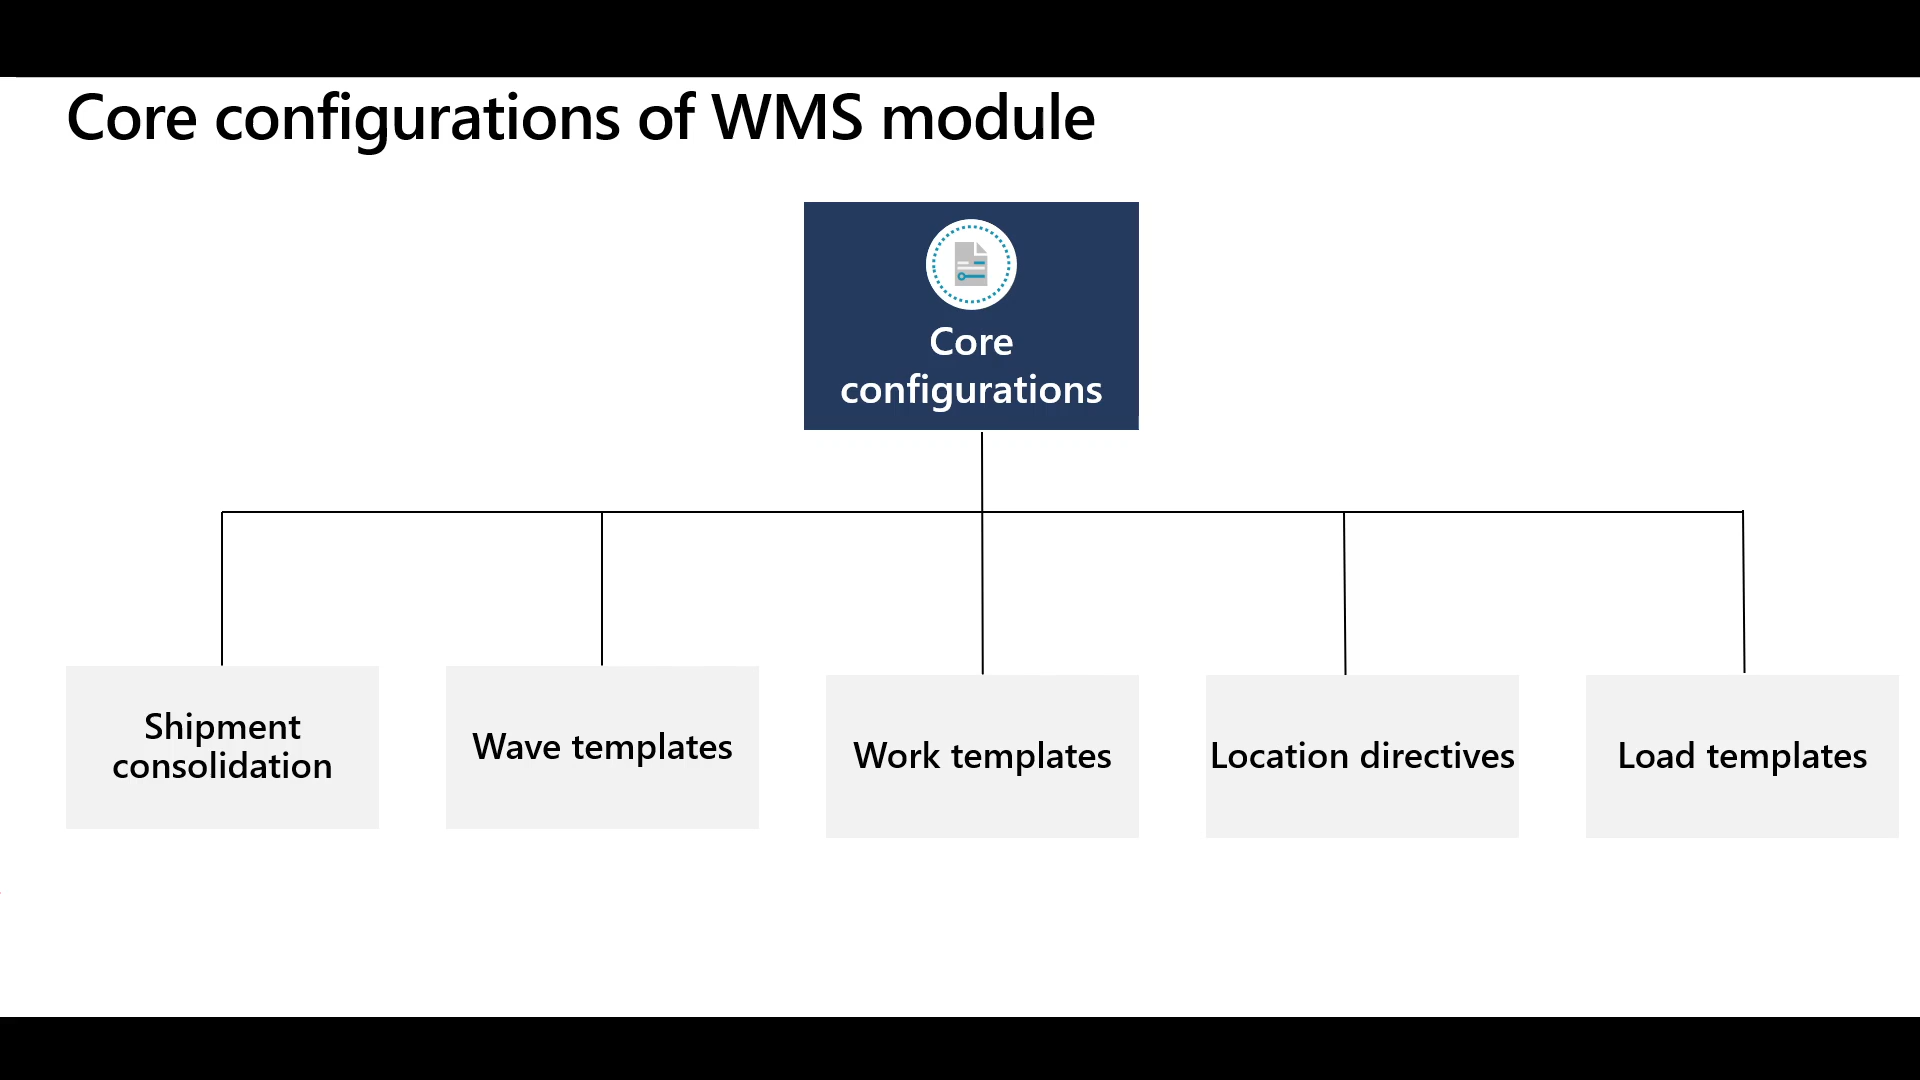 Core configurations of WMS module
Core
configurations
Shipment
consolidation
Wave templates
Work templates
Location directives
Load templates